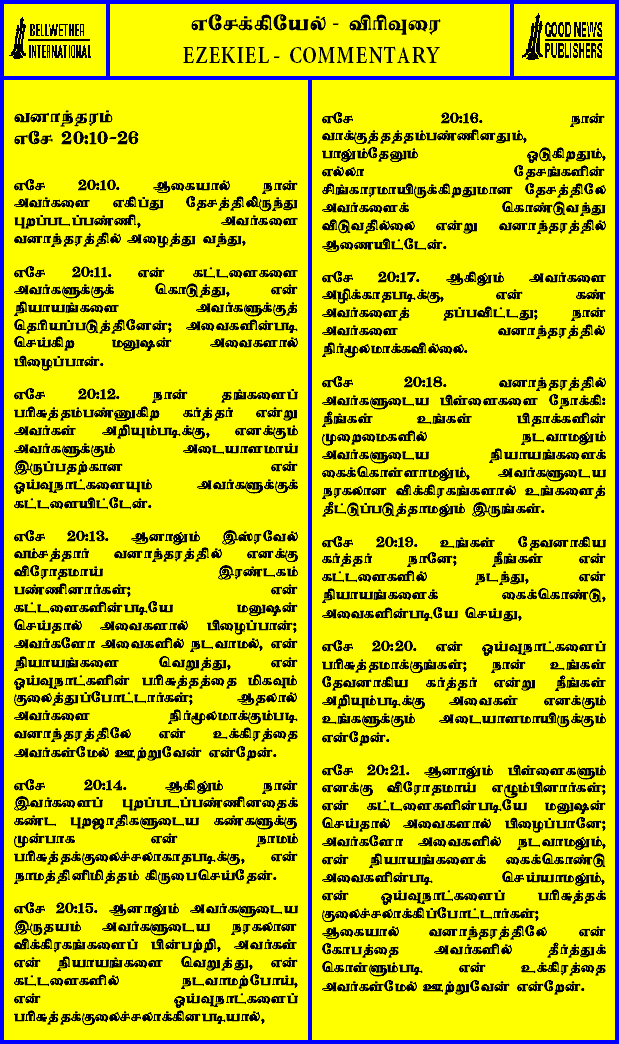 BELLWETHER
INTERNATIONAL
எசேக்கியேல் - விரிவுரை
EZEKIEL - COMMENTARY
GOOD NEWS
PUBLISHERS
வனாந்தரம்
எசே 20:10-26
எசே 20:10. ஆகையால் நான்
அவர்களை எகிப்து தேசத்திலிருந்து
புறப்படப்பண்ணி, அவர்களை
வனாந்தரத்தில் அழைத்து வந்து,
எசே 20:11. என் கட்டளைகளை
அவர்களுக்குக் கொடுத்து, என்
நியாயங்களை அவர்களுக்குத்
தெரியப்படுத்தினேன்; அவைகளின்படி
செய்கிற மனுஷன் அவைகளால்
பிழைப்பான்.
எசே 20:12. நான் தங்களைப்
பரிசுத்தம்பண்ணுகிற கர்த்தர் என்று
அவர்கள் அறியும்படிக்கு, எனக்கும்
அவர்களுக்கும் அடையாளமாய்
இருப்பதற்கான என்
ஓய்வுநாட்களையும் அவர்களுக்குக்
கட்டளையிட்டேன்.
எசே 20:13. ஆனாலும் இஸ்ரவேல்
வம்சத்தார் வனாந்தரத்தில் எனக்கு
விரோதமாய் இரண்டகம்
பண்ணினார்கள்; என்
கட்டளைகளின்படியே மனுஷன்
செய்தால் அவைகளால் பிழைப்பான்;
அவர்களோ அவைகளில் நடவாமல், என்
நியாயங்களை வெறுத்து, என்
ஓய்வுநாட்களின் பரிசுத்தத்தை மிகவும்
குலைத்துப்போட்டார்கள்; ஆதலால்
அவர்களை நிர்மூலமாக்கும்படி
வனாந்தரத்திலே என் உக்கிரத்தை
அவர்கள்மேல் ஊற்றுவேன் என்றேன்.
எசே 20:14. ஆகிலும் நான்
இவர்களைப் புறப்படப்பண்ணினதைக்
கண்ட புறஜாதிகளுடைய கண்களுக்கு
முன்பாக என் நாமம்
பரிசுத்தக்குலைச்சலாகாதபடிக்கு, என்
நாமத்தினிமித்தம் கிருபைசெய்தேன்.
எசே 20:15. ஆனாலும் அவர்களுடைய
இருதயம் அவர்களுடைய நரகலான
விக்கிரகங்களைப் பின்பற்றி, அவர்கள்
என் நியாயங்களை வெறுத்து, என்
கட்டளைகளில் நடவாமற்போய்,
என் ஓய்வுநாட்களைப்
பரிசுத்தக்குலைச்சலாக்கினபடியால்,
எசே 20:16. நான்
வாக்குத்தத்தம்பண்ணினதும்,
பாலும்தேனும் ஓடுகிறதும்,
எல்லா தேசங்களின்
சிங்காரமாயிருக்கிறதுமான தேசத்திலே
அவர்களைக் கொண்டுவந்து
விடுவதில்லை என்று வனாந்தரத்தில்
ஆணையிட்டேன்.
எசே 20:17. ஆகிலும் அவர்களை
அழிக்காதபடிக்கு, என் கண்
அவர்களைத் தப்பவிட்டது; நான்
அவர்களை வனாந்தரத்தில்
நிர்மூலமாக்கவில்லை.
எசே 20:18. வனாந்தரத்தில்
அவர்களுடைய பிள்ளைகளை நோக்கி:
நீங்கள் உங்கள் பிதாக்களின்
முறைமைகளில் நடவாமலும்
அவர்களுடைய நியாயங்களைக்
கைக்கொள்ளாமலும், அவர்களுடைய
நரகலான விக்கிரகங்களால் உங்களைத்
தீட்டுப்படுத்தாமலும் இருங்கள்.
எசே 20:19. உங்கள் தேவனாகிய
கர்த்தர் நானே; நீங்கள் என்
கட்டளைகளில் நடந்து, என்
நியாயங்களைக் கைக்கொண்டு,
அவைகளின்படியே செய்து,
எசே 20:20. என் ஓய்வுநாட்களைப்
பரிசுத்தமாக்குங்கள்; நான் உங்கள்
தேவனாகிய கர்த்தர் என்று நீங்கள்
அறியும்படிக்கு அவைகள் எனக்கும்
உங்களுக்கும் அடையாளமாயிருக்கும்
என்றேன்.
எசே 20:21. ஆனாலும் பிள்ளைகளும்
எனக்கு விரோதமாய் எழும்பினார்கள்;
என் கட்டளைகளின்படியே மனுஷன்
செய்தால் அவைகளால் பிழைப்பானே;
அவர்களோ அவைகளில் நடவாமலும்,
என் நியாயங்களைக் கைக்கொண்டு
அவைகளின்படி செய்யாமலும்,
என் ஓய்வுநாட்களைப் பரிசுத்தக்
குலைச்சலாக்கிப்போட்டார்கள்;
ஆகையால் வனாந்தரத்திலே என்
கோபத்தை அவர்களில் தீர்த்துக்
கொள்ளும்படி என் உக்கிரத்தை
அவர்கள்மேல் ஊற்றுவேன் என்றேன்.